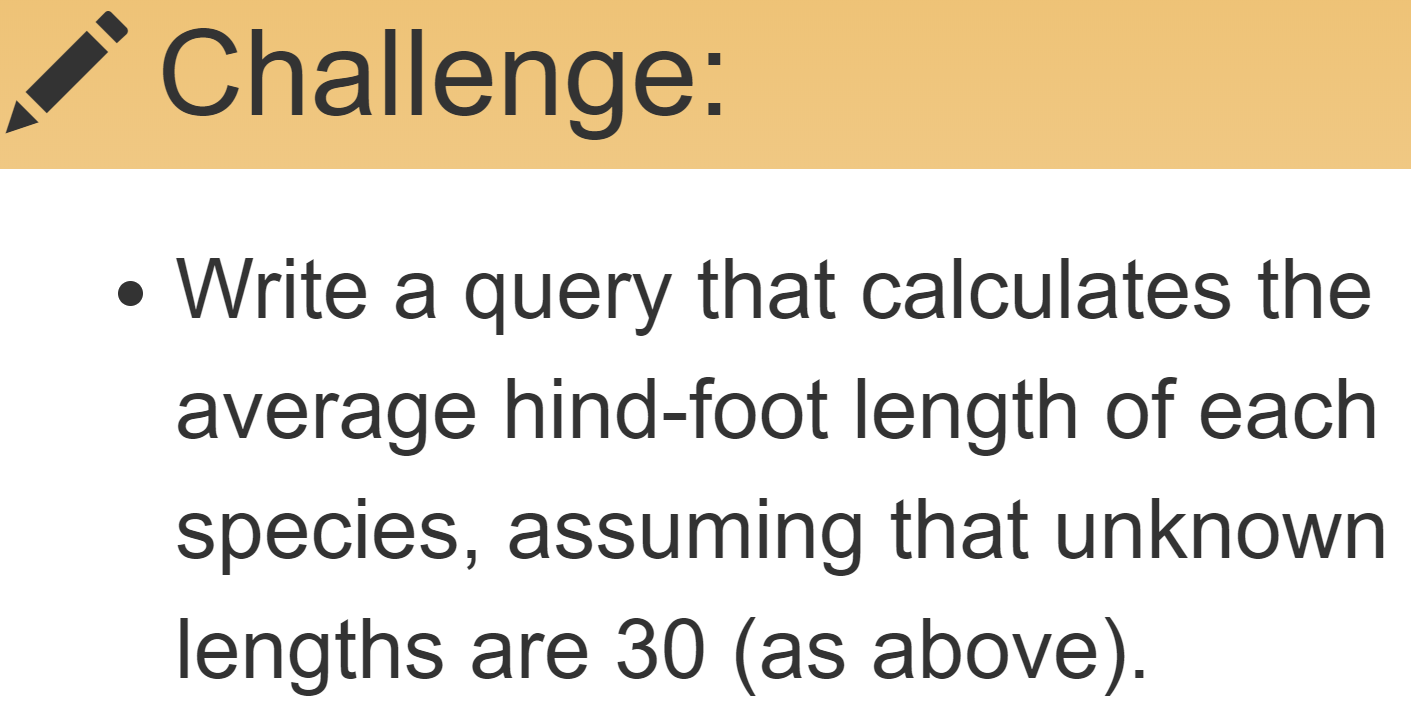 Challenge:
• Write a query that calculates the
average hind-foot length of each
species, assuming that unknown
lengths are 30 (as above).